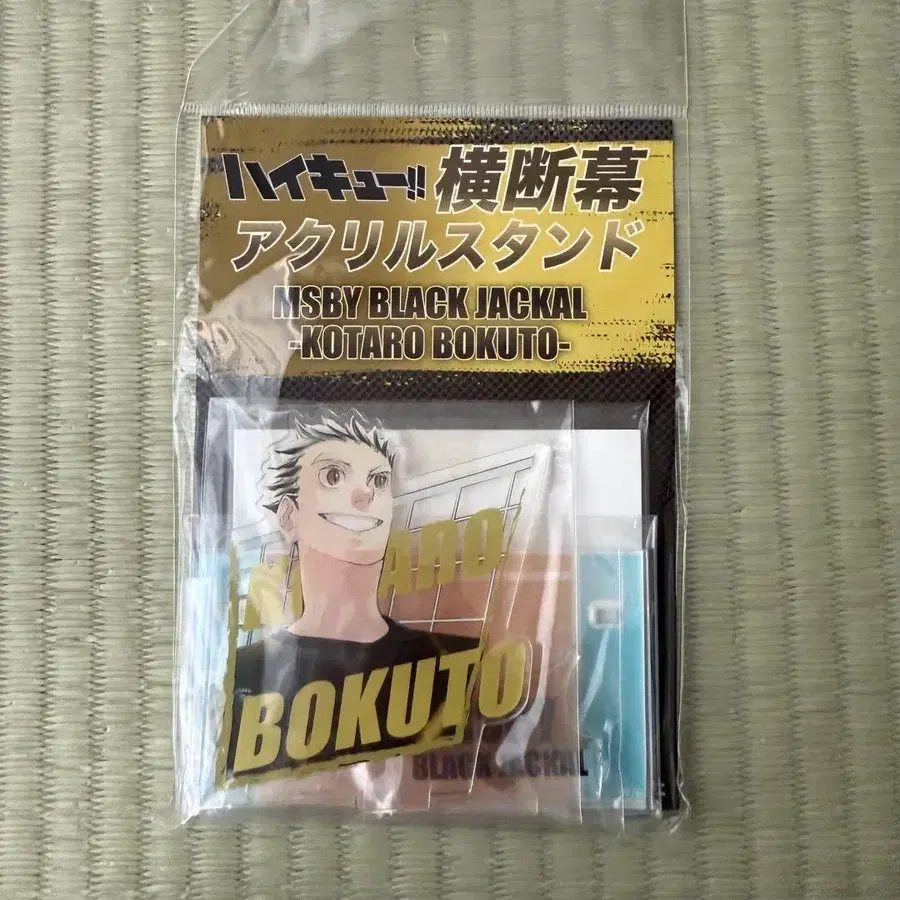 ハイキュー!! 横断幕
アクリルスタンド
MSBY BLACK JACKAL
-KOTARO BOKUTO-
ARO
BOKUTO
BLACK JACKAL